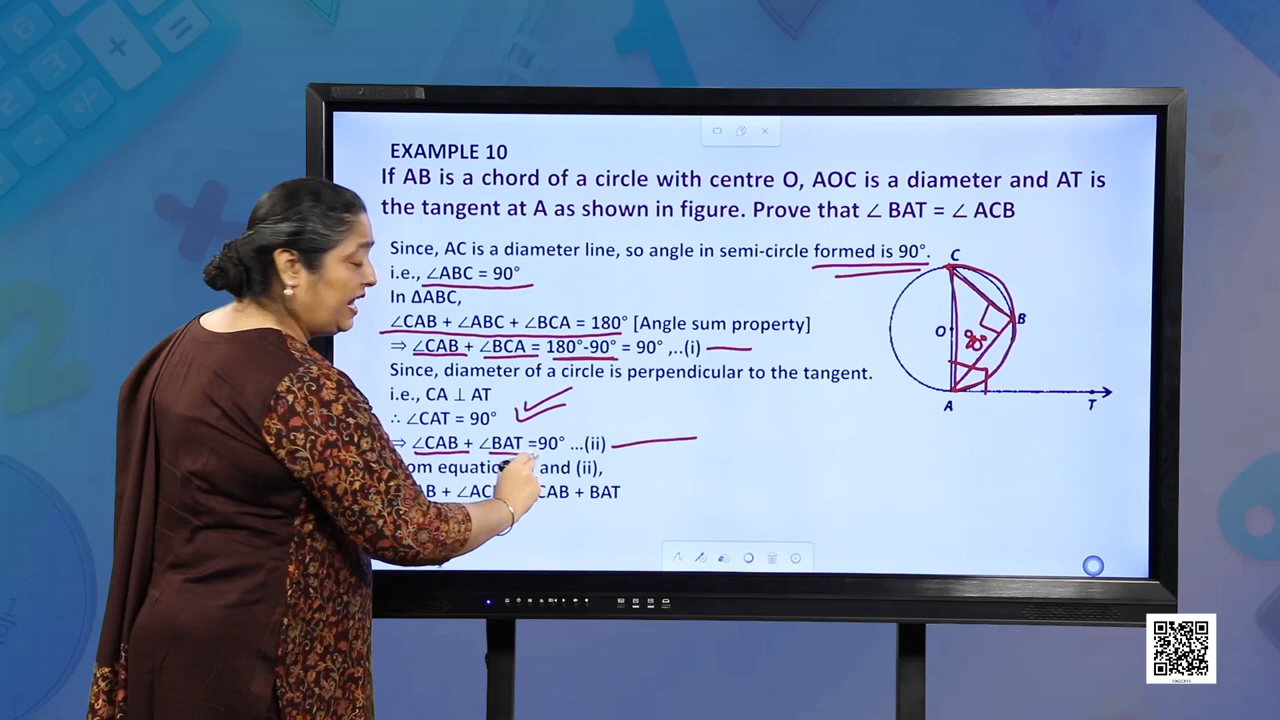 EXAMPLE 10
If AB is a chord of a circle with centre O, AOC is a diameter and AT is
the tangent at A as shown in figure. Prove that ∠ BAT = ∠ ACB
Since, AC is a diameter line, so angle in semi-circle formed is 90°.
i.e., ∠ABC = 90°
In ΔABC,
∠CAB + ∠ABC + ∠BCA = 180° [Angle sum property]
⇒ ∠CAB + ∠BCA = 180°-90° = 90° ,..(i)
Since, diameter of a circle is perpendicular to the tangent.
i.e., CA ⊥ AT
∴ ∠CAT = 90°
⇒ ∠CAB + ∠BAT =90° ...(ii)
and (ii),
CAB + BAT
C
B
O
90°
A
T